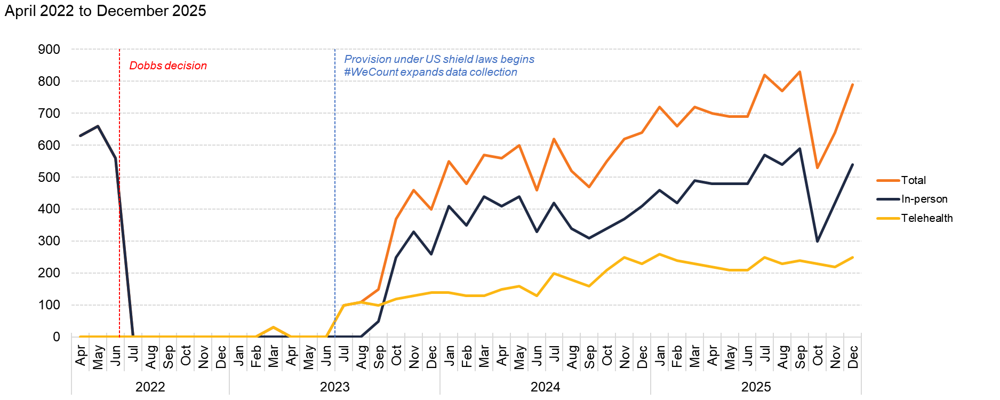 April 2022 to December 2025
900
800
700
600
500
400
300
200
100
0
Dobbs decision
Provision under US shield laws begins
#WeCount expands data collection
Total
In-person
Telehealth
Apr May Jun Jul Aug Sep Oct Nov Dec Jan Feb Mar Apr May Jun Jul Aug Sep Oct Nov Dec Jan Feb Mar Apr May Jun Jul Aug Sep Oct Nov Dec Jan Feb Mar Apr May Jun Jul Aug Sep Oct Nov Dec
2022 2023 2024 2025